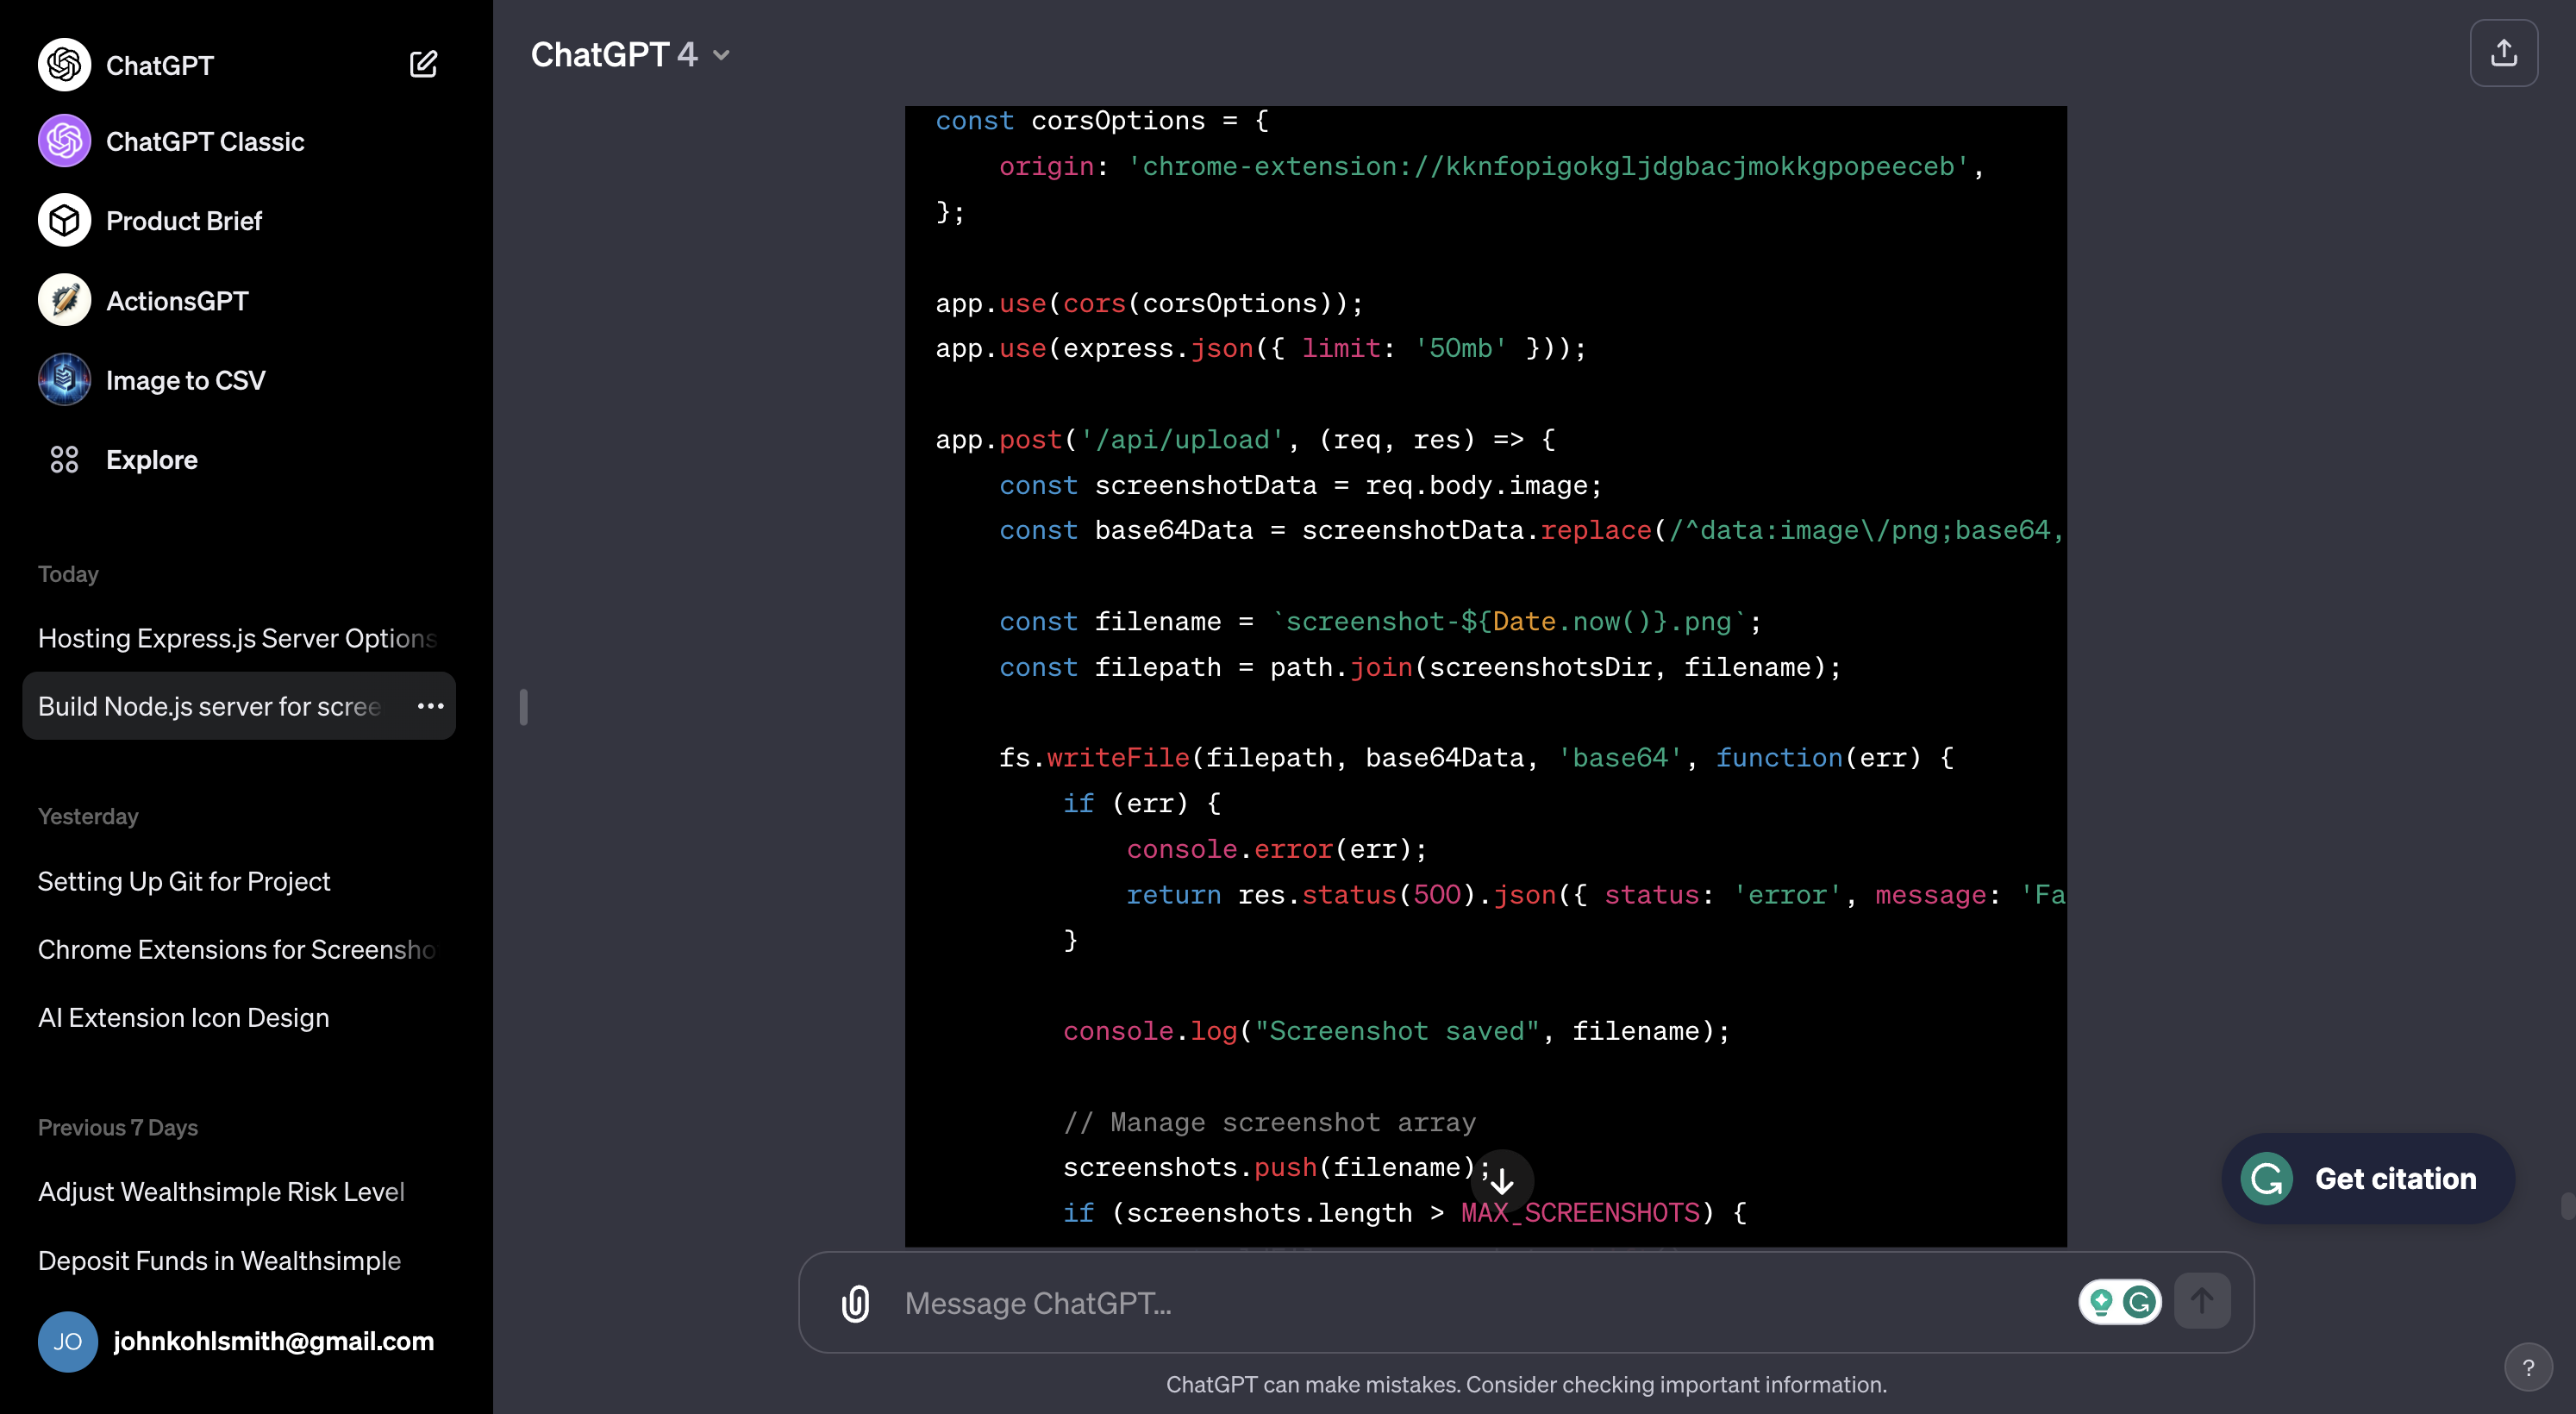 ChatGPT
ChatGPT Classic
Product Brief
ActionsGPT
Image to CSV
Explore
Today
Hosting Express.js Server Options
Build Node.js server for scree
Yesterday
Setting Up Git for Project
Chrome Extensions for Screensho
AI Extension Icon Design
Previous 7 Days
Adjust Wealthsimple Risk Level
Deposit Funds in Wealthsimple
JO johnkohlsmith@gmail.com
ChatGPT 4
const corsOptions = {
    origin: 'chrome-extension://kknfopigokgljdgbacjmokkgpopeeceb',
};
app.use(cors(corsOptions));
app.use(express.json({ limit: '50mb' }));
app.post('/api/upload', (req, res) => {
    const screenshotData = req.body.image;
    const base64Data = screenshotData.replace(/^data:image\/png;base64,
    const filename = `screenshot-${Date.now()}.png`;
    const filepath = path.join(screenshotsDir, filename);
    fs.writeFile(filepath, base64Data, 'base64', function(err) {
        if (err) {
            console.error(err);
            return res.status(500).json({ status: 'error', message: 'Fa
        }
        console.log("Screenshot saved", filename);
        // Manage screenshot array
        screenshots.push(filename);
        if (screenshots.length > MAX_SCREENSHOTS) {
Get citation
Message ChatGPT...
ChatGPT can make mistakes. Consider checking important information.
?